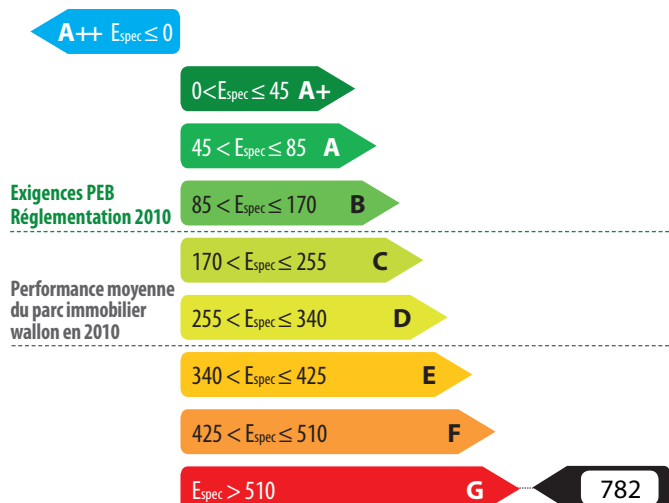 A++ Espec ≤ 0
0<Espec ≤ 45 A+
45 < Espec ≤ 85 A
Exigences PEB
Réglementation 2010
85 < Espec ≤ 170 B
170 < Espec ≤ 255 C
Performance moyenne
du parc immobilier
wallon en 2010
255 < Espec ≤ 340 D
340 < Espec ≤ 425 E
425 < Espec ≤ 510 F
Espec > 510 G
782